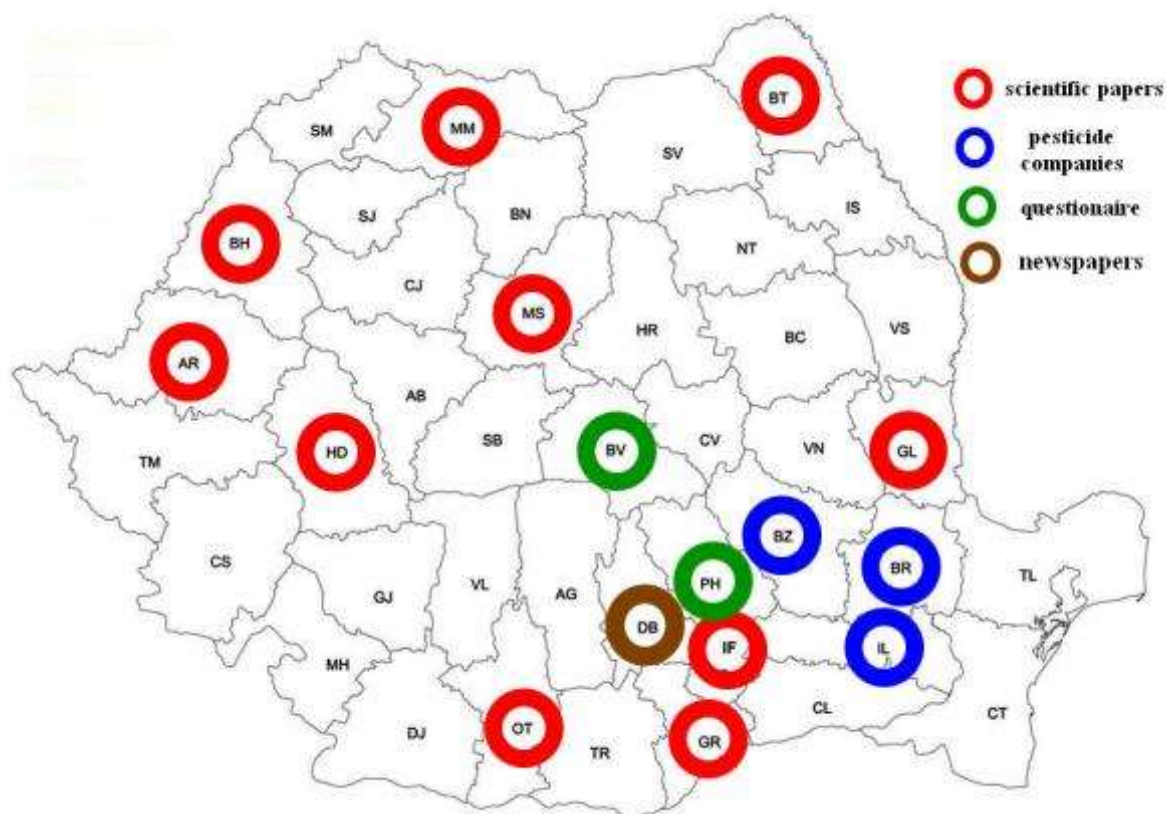 scientific papers
pesticide
companies
questionaire
newspapers
BT
MM
SM
SV
IS
SJ
BN
BH
NT
CJ
MS
HR
BC
VS
AR
AB
SB
BV
CV
VN
GL
HD
TM
BZ
CS
BR
TL
PH
VL
AG
GJ
DB
IF
IL
MH
CL
CT
OT
DJ
GR
TR